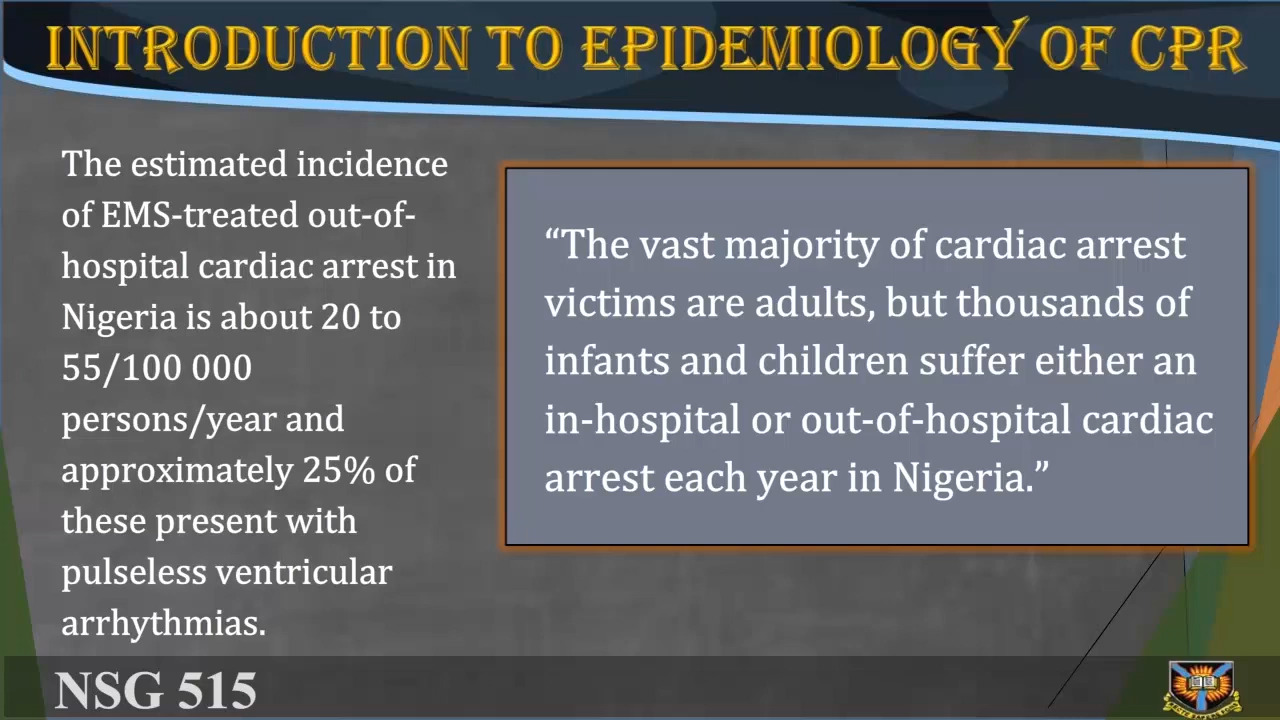 INTRODUCTION TO EPIDEMIOLOGY OF CPR
The estimated incidence
of EMS-treated out-of-
hospital cardiac arrest in
Nigeria is about 20 to
55/100 000
persons/year and
approximately 25% of
these present with
pulseless ventricular
arrhythmias.
“The vast majority of cardiac arrest
victims are adults, but thousands of
infants and children suffer either an
in-hospital or out-of-hospital cardiac
arrest each year in Nigeria.”
NSG 515